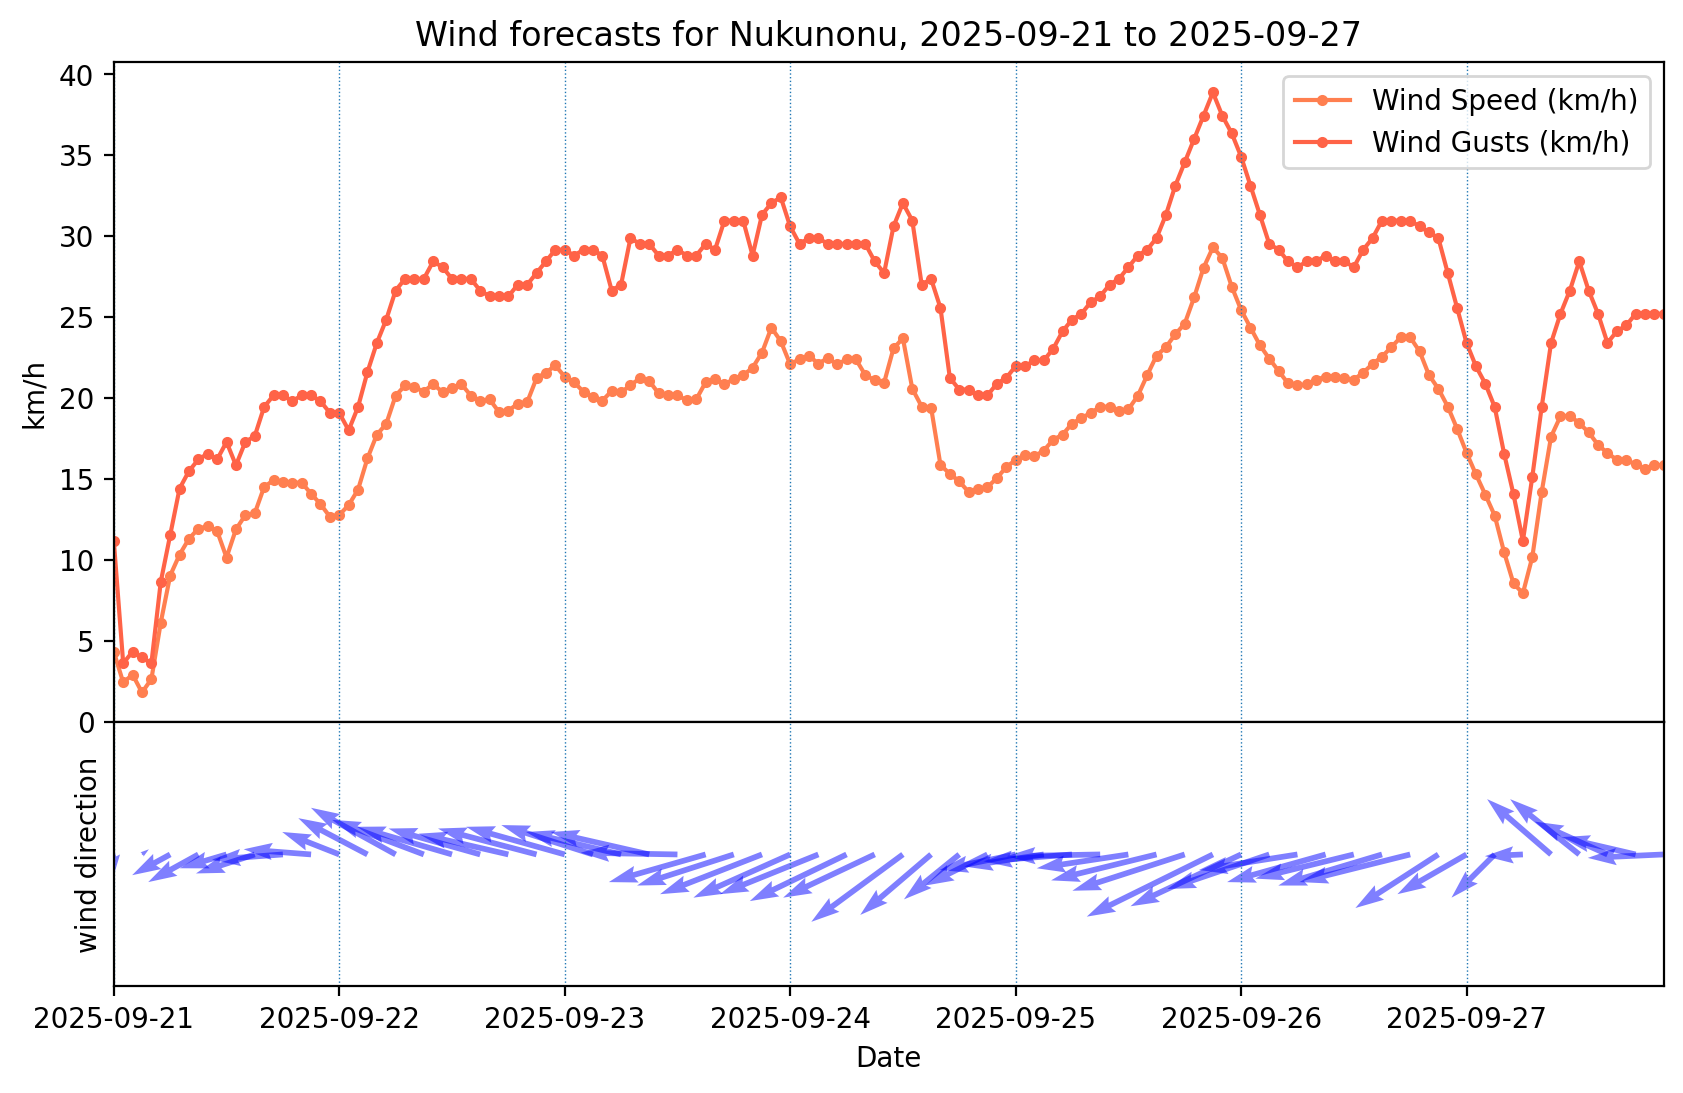 Wind forecasts for Nukunonu, 2025-09-21 to 2025-09-27
40
35
30
25
20
15
10
5
0
km/h
Wind Speed (km/h)
Wind Gusts (km/h)
wind direction
2025-09-21 2025-09-22 2025-09-23 2025-09-24 2025-09-25 2025-09-26 2025-09-27
Date